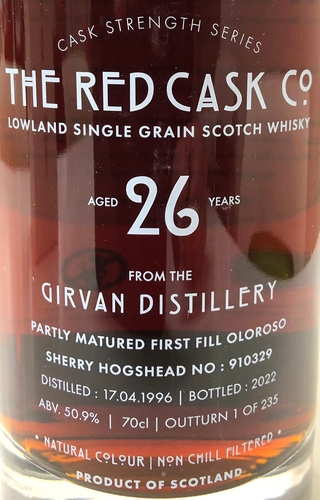 CASK STRENGTH SERIES
THE RED CASK Cº
LOWLAND SINGLE GRAIN SCOTCH WHISKY
AGED 26 YEARS
FROM THE
GIRVAN DISTILLERY
PARTLY MATURED FIRST FILL OLOROSO
SHERRY HOGSHEAD NO : 910329
DISTILLED : 17.04.1996 | BOTTLED : 2022
ABV. 50.9% | 70cl | OUTTURN 1 OF 235
• NATURAL COLOUR | NON CHILL FILTERED •
PRODUCT OF SCOTLAND